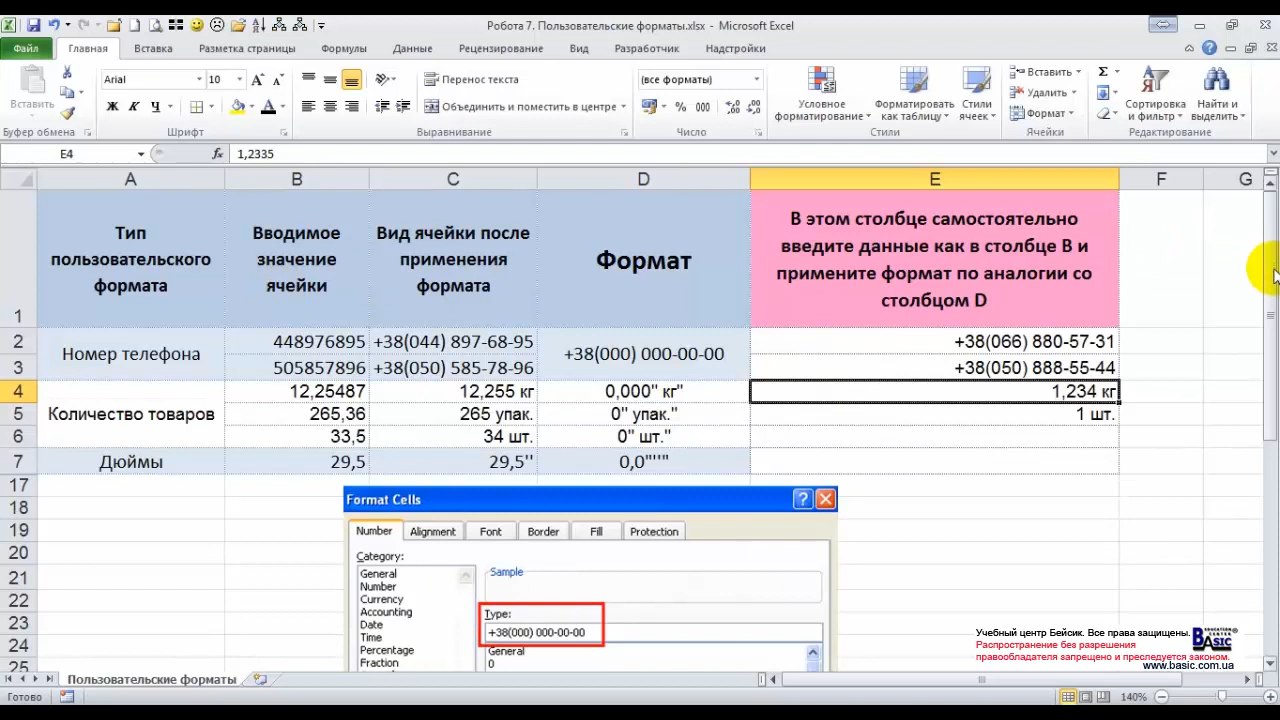 Робота 7. Пользовательские форматы.xlsx - Microsoft Excel
Файл Главная Вставка Разметка страницы Формулы Данные Рецензирование Вид Разработчик Надстройки
Arial 10 Перенос текста (все форматы) Вставить Σ
Вставить Ж К Ч A Объединить и поместить в центре % 000 Условное форматирование Форматировать как таблицу Стили ячеек Удалить Формат Сортировка и фильтр Найти и выделить
Буфер обмена Шрифт Выравнивание Число Стили Ячейки Редактирование
E4 fx 1,2335
A B C D E F G
1 Тип пользовательского формата Вводимое значение ячейки Вид ячейки после применения формата Формат В этом столбце самостоятельно введите данные как в столбце B и примените формат по аналогии со столбцом D
2 Номер телефона 448976895 +38(044) 897-68-95 +38(000) 000-00-00 +38(066) 880-57-31
3 505857896 +38(050) 585-78-96 +38(050) 888-55-44
4 Количество товаров 12,25487 12,255 кг 0,000" кг" 1,234 кг
5 265,36 265 упак. 0" упак." 1 шт.
6 33,5 34 шт. 0" шт."
7 Дюймы 29,5 29,5'' 0,0"''"
17
18
19
20
21
22
23
24
25
Format Cells
Number Alignment Font Border Fill Protection
Category:
General
Number
Currency
Accounting
Date
Time
Percentage
Fraction
Sample
Type:
+38(000) 000-00-00
General
0
Учебный центр Бейсик. Все права защищены.
Распространение без разрешения
правообладателя запрещено и преследуется законом.
www.basic.com.ua
EDUCATION CENTER BASIC
Пользовательские форматы
Готово 140%